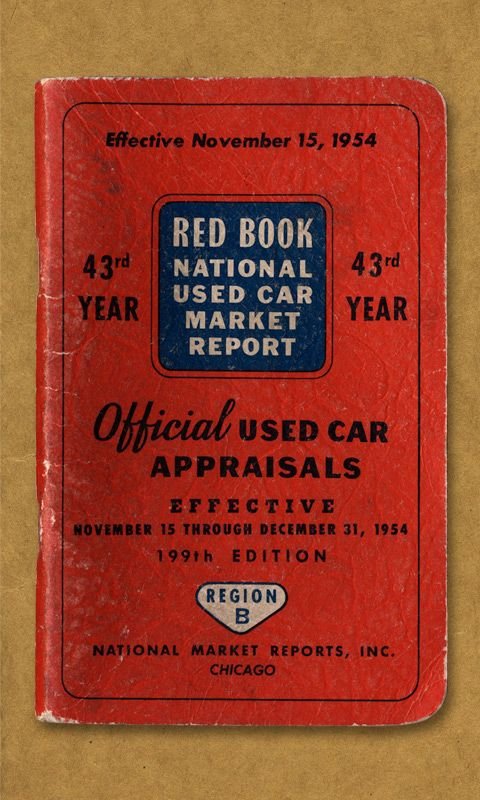 Effective November 15, 1954
RED BOOK
NATIONAL
USED CAR
MARKET
REPORT
43rd
YEAR
43rd
YEAR
Official USED CAR
APPRAISALS
EFFECTIVE
NOVEMBER 15 THROUGH DECEMBER 31, 1954
199th EDITION
REGION
B
NATIONAL MARKET REPORTS, INC.
CHICAGO